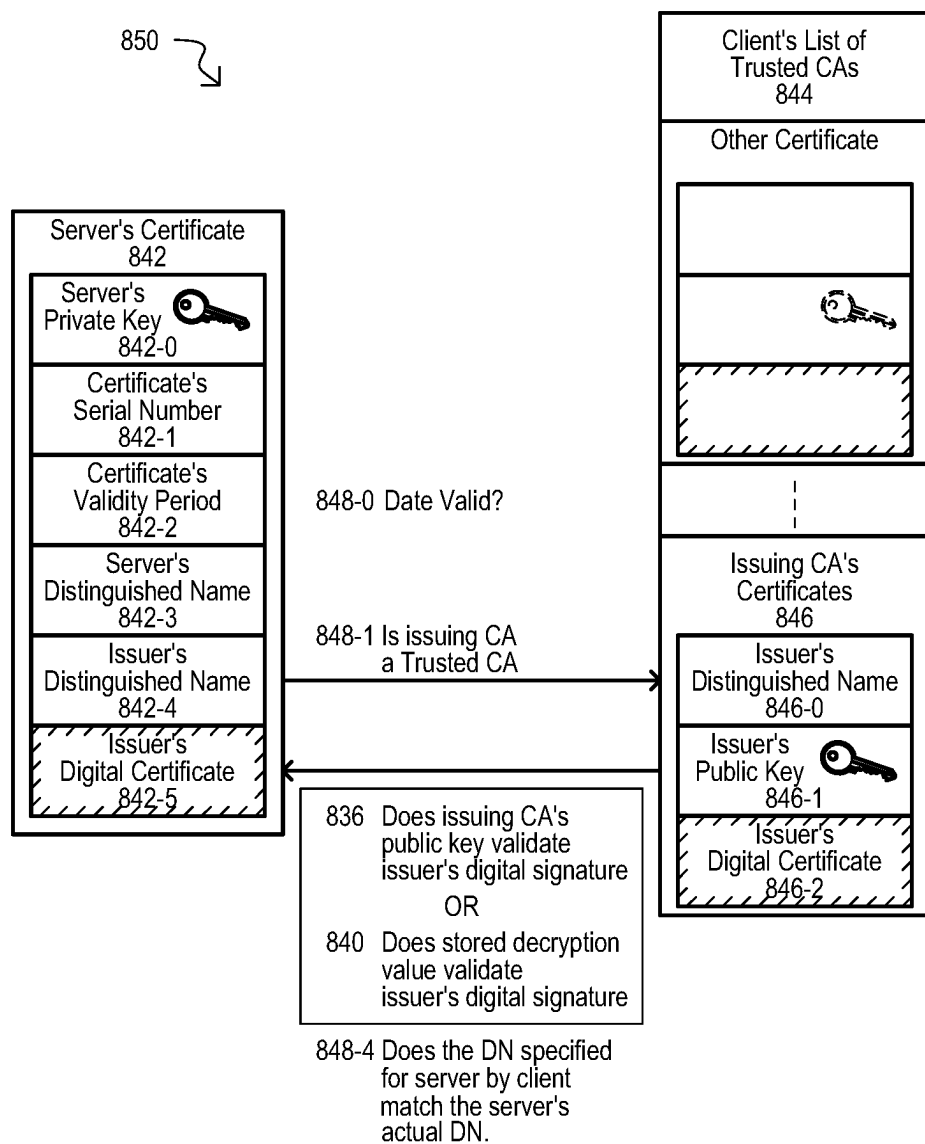 850
Client's List of
Trusted CAs
844
Other Certificate
Server's Certificate
842
Server's
Private Key
842-0
Certificate's
Serial Number
842-1
Certificate's
Validity Period
842-2
Server's
Distinguished Name
842-3
Issuer's
Distinguished Name
842-4
Issuer's
Digital Certificate
842-5
848-0 Date Valid?
848-1 Is issuing CA
a Trusted CA
Issuing CA's
Certificates
846
Issuer's
Distinguished Name
846-0
Issuer's
Public Key
846-1
Issuer's
Digital Certificate
846-2
836 Does issuing CA's
public key validate
issuer's digital signature
OR
840 Does stored decryption
value validate
issuer's digital signature
848-4 Does the DN specified
for server by client
match the server's
actual DN.